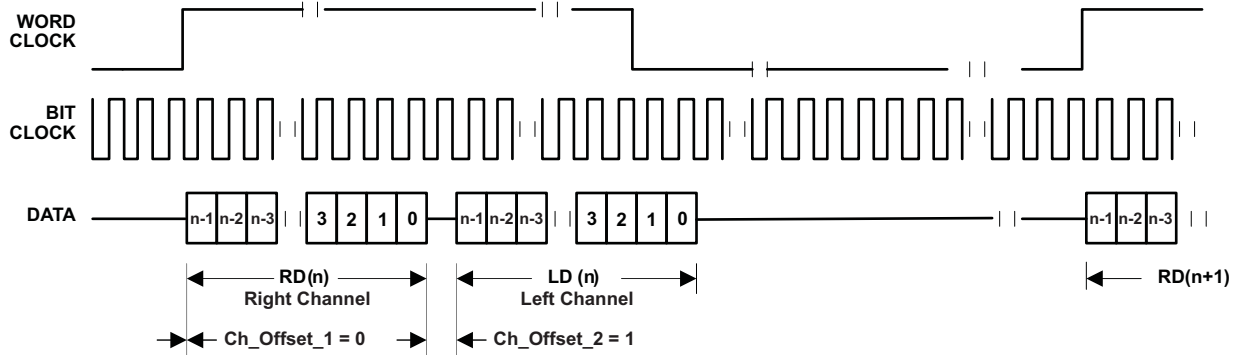 WORD
CLOCK
BIT
CLOCK
DATA
n-1 n-2 n-3 3 2 1 0 n-1 n-2 n-3 3 2 1 0 n-1 n-2 n-3
RD(n) LD (n) RD(n+1)
Right Channel Left Channel
Ch_Offset_1 = 0 Ch_Offset_2 = 1